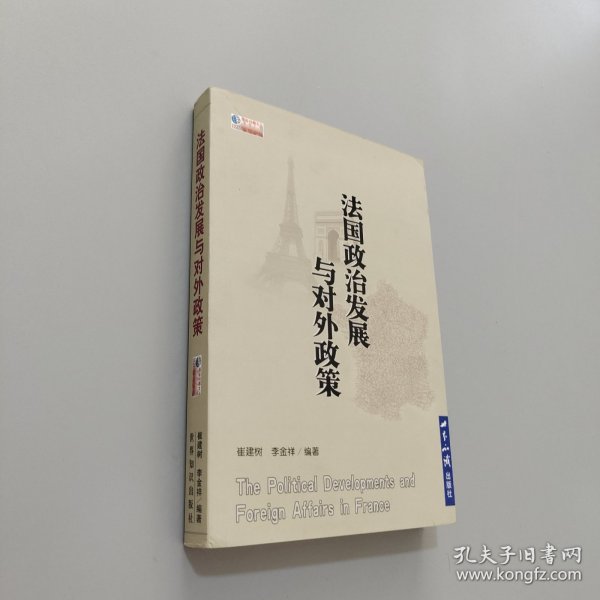 法国政治发展与对外政策
崔建树 李金祥/编著
世界知识出版社
法国政治发展
与对外政策
崔建树 李金祥/编著
The Political Developments and
Foreign Affairs in France
世界知识
出版社
孔夫子旧书网
www.kongfz.com